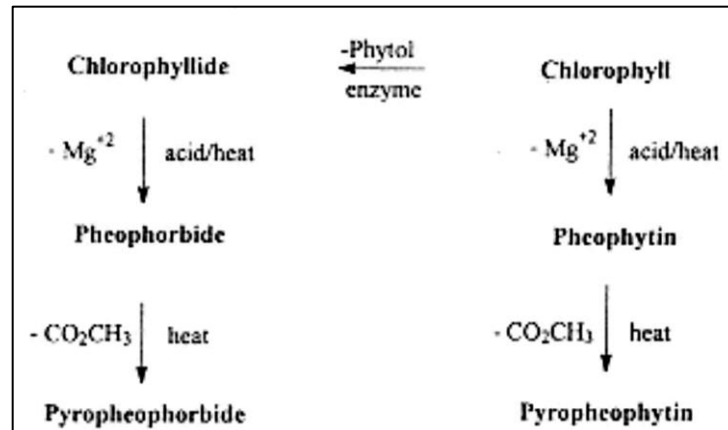 -Phytol
Chlorophyllide Chlorophyll
enzyme
- Mg+2 acid/heat - Mg+2 acid/heat
Pheophorbide Pheophytin
- CO2CH3 heat - CO2CH3 heat
Pyropheophorbide Pyropheophytin